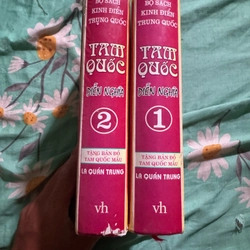 BỘ SÁCH
KINH ĐIỂN
TRUNG QUỐC
TAM
QUỐC
DIỄN NGHĨA
2
TẶNG BẢN ĐỒ
TAM QUỐC MÀU
LA QUÁN TRUNG
vh
BỘ SÁCH
KINH ĐIỂN
TRUNG QUỐC
TAM
QUỐC
DIỄN NGHĨA
1
TẶNG BẢN ĐỒ
TAM QUỐC MÀU
LA QUÁN TRUNG
vh